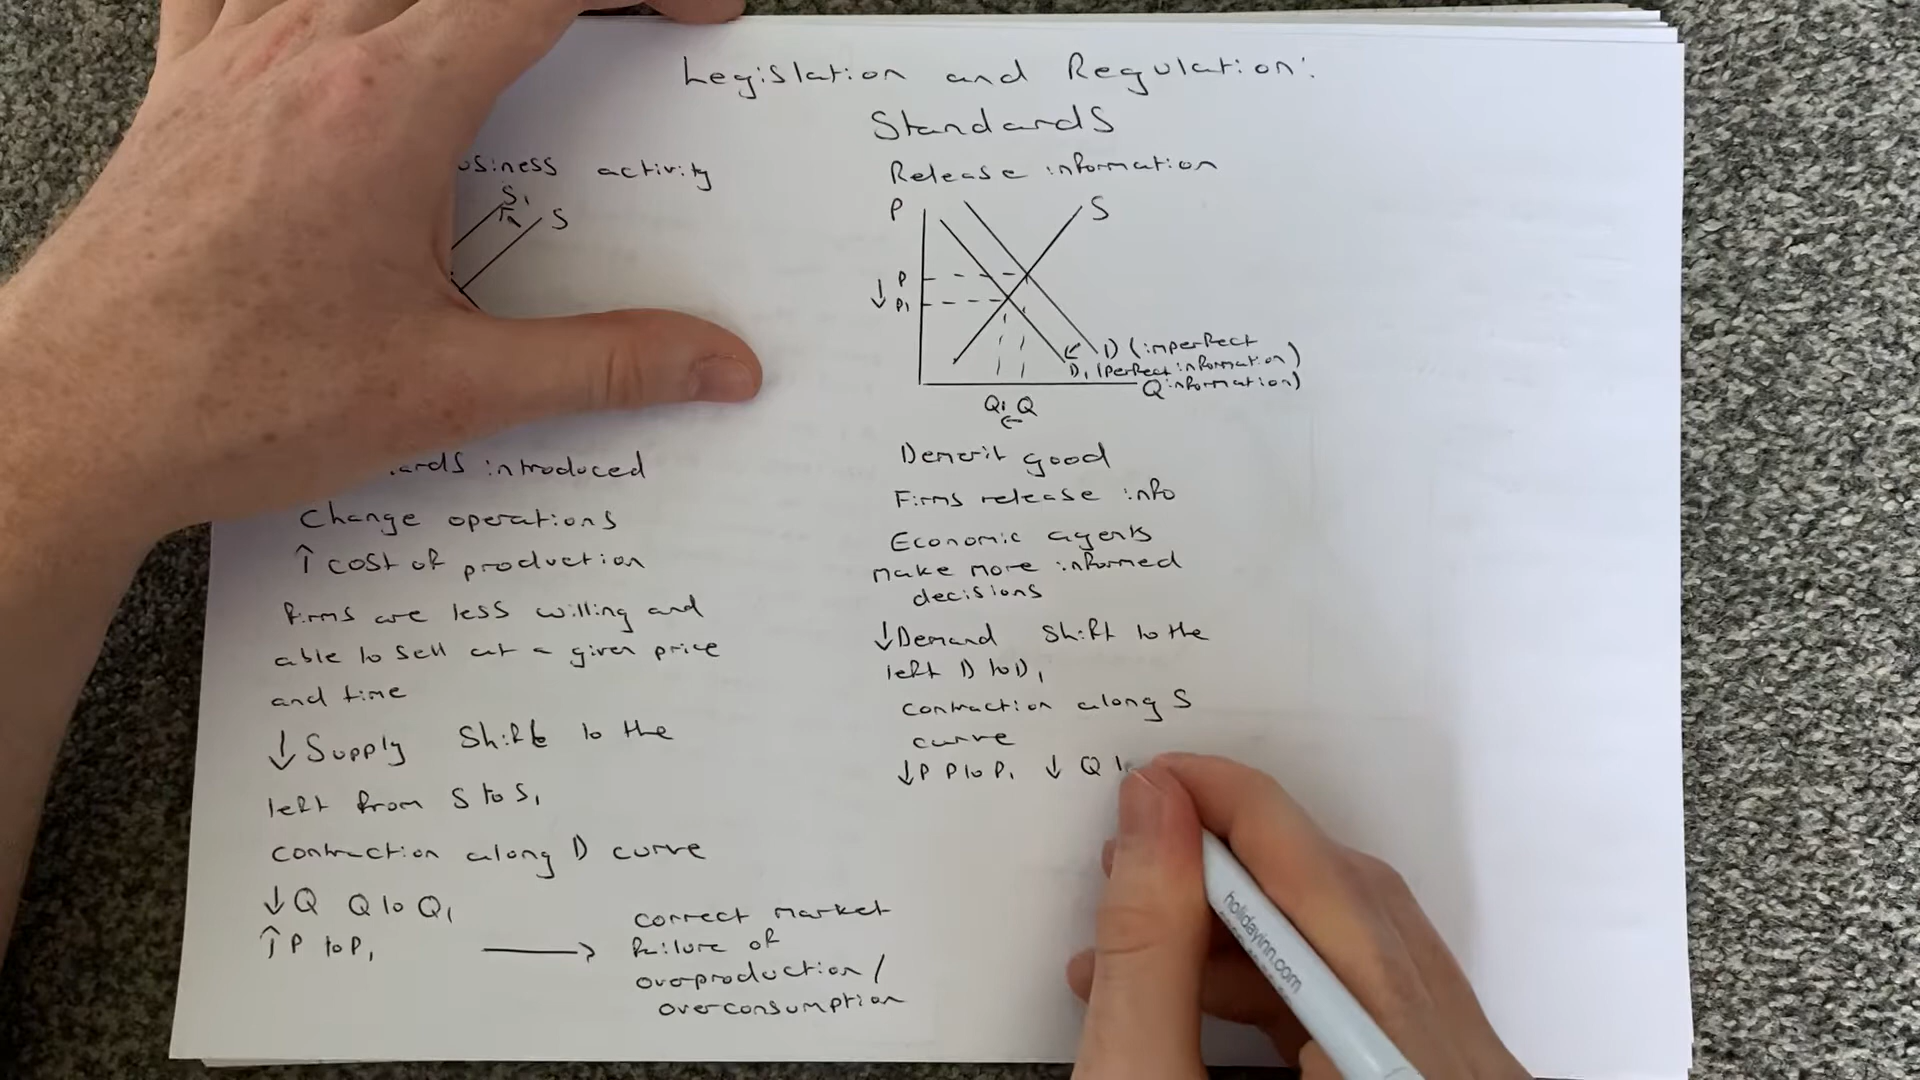 Legislation and Regulation:
Standards
activity
S1
S
introduced
Change operations
↑ cost of production
firms are less willing and
able to sell at a given price
and time
↓ Supply shift to the
left from S to S1
contraction along D curve
↓Q Q to Q1
↑P to P1
correct market
failure of
overproduction/
overconsumption
Release information
P
S
P
↓ P1
D (imperfect
D1 (perfect information)
Q information)
Q1 Q
←
Demerit good
Firms release info
Economic agents
make more informed
decisions
↓Demand shift to the
left D to D1
contraction along S
curve
↓P P to P1 ↓ Q
holidayinn.com